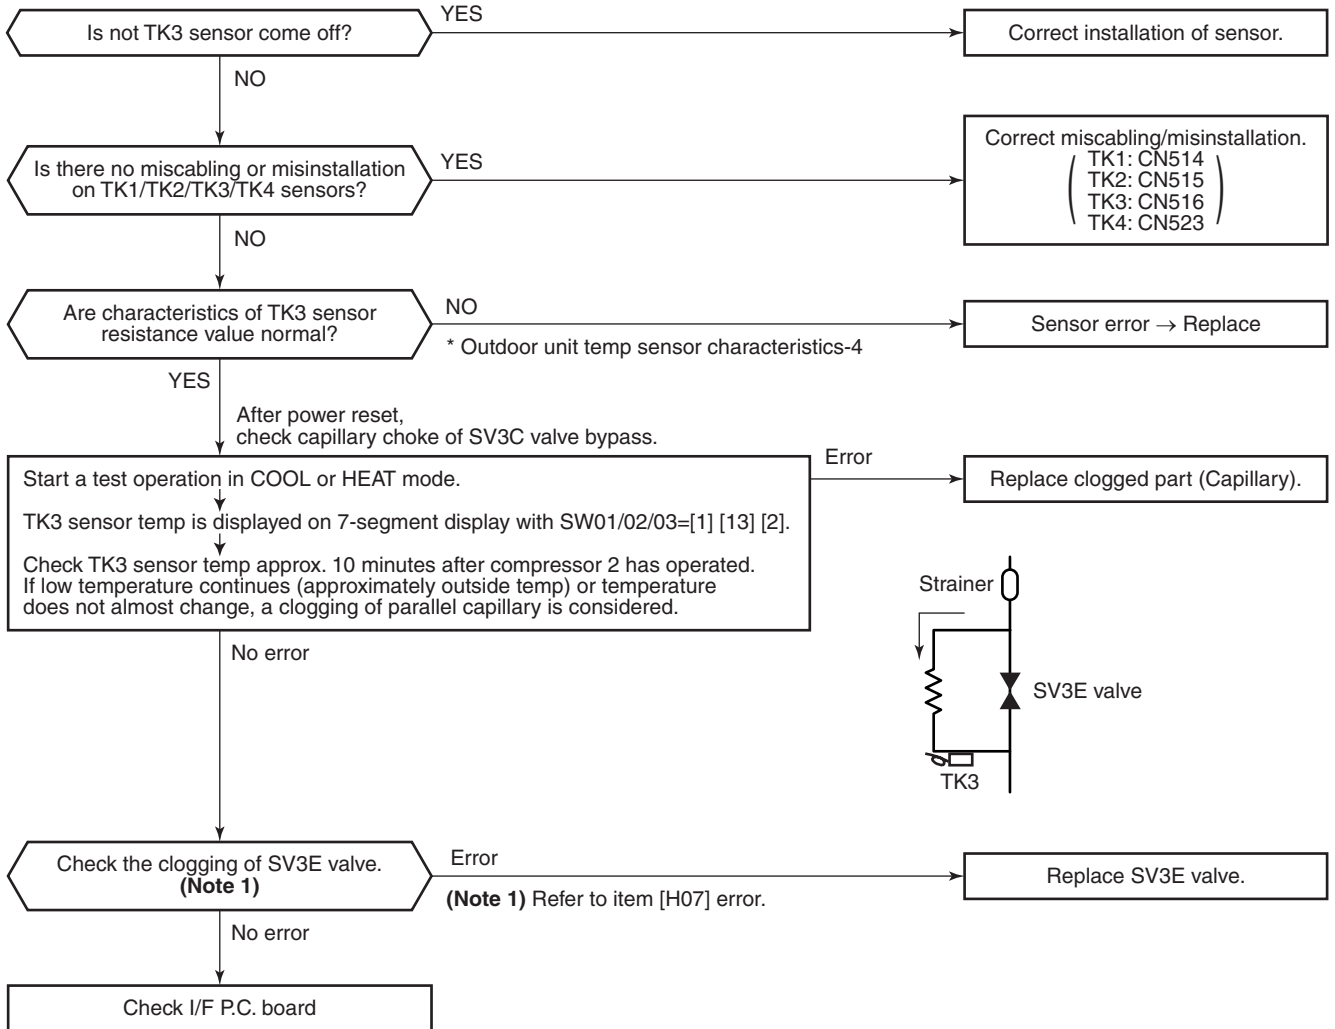 Is not TK3 sensor come off?
YES
Correct installation of sensor.
NO
Is there no miscabling or misinstallation
on TK1/TK2/TK3/TK4 sensors?
YES
Correct miscabling/misinstallation.
TK1: CN514
TK2: CN515
TK3: CN516
TK4: CN523
NO
Are characteristics of TK3 sensor
resistance value normal?
NO
* Outdoor unit temp sensor characteristics-4
Sensor error → Replace
YES
After power reset,
check capillary choke of SV3C valve bypass.
Start a test operation in COOL or HEAT mode.
TK3 sensor temp is displayed on 7-segment display with SW01/02/03=[1] [13] [2].
Check TK3 sensor temp approx. 10 minutes after compressor 2 has operated.
If low temperature continues (approximately outside temp) or temperature
does not almost change, a clogging of parallel capillary is considered.
Error
Replace clogged part (Capillary).
Strainer
SV3E valve
TK3
No error
Check the clogging of SV3E valve.
(Note 1)
Error
(Note 1) Refer to item [H07] error.
Replace SV3E valve.
No error
Check I/F P.C. board